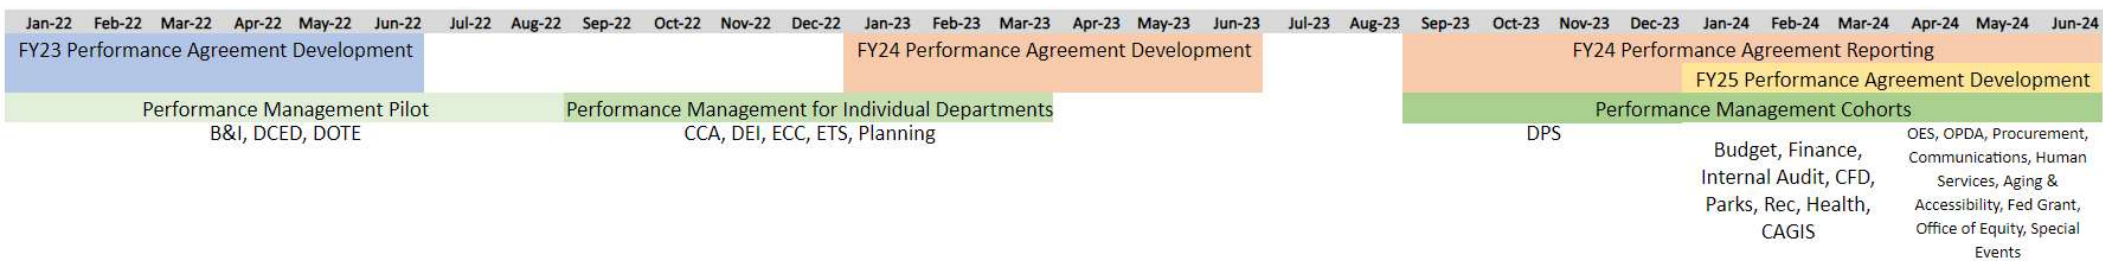 Jan-22 Feb-22 Mar-22 Apr-22 May-22 Jun-22 Jul-22 Aug-22 Sep-22 Oct-22 Nov-22 Dec-22 Jan-23 Feb-23 Mar-23 Apr-23 May-23 Jun-23 Jul-23 Aug-23 Sep-23 Oct-23 Nov-23 Dec-23 Jan-24 Feb-24 Mar-24 Apr-24 May-24 Jun-24
FY23 Performance Agreement Development
FY24 Performance Agreement Development
FY24 Performance Agreement Reporting
FY25 Performance Agreement Development
Performance Management Pilot
Performance Management for Individual Departments
Performance Management Cohorts
B&I, DCED, DOTE
CCA, DEI, ECC, ETS, Planning
DPS
Budget, Finance,
Internal Audit, CFD,
Parks, Rec, Health,
CAGIS
OES, OPDA, Procurement,
Communications, Human
Services, Aging &
Accessibility, Fed Grant,
Office of Equity, Special
Events